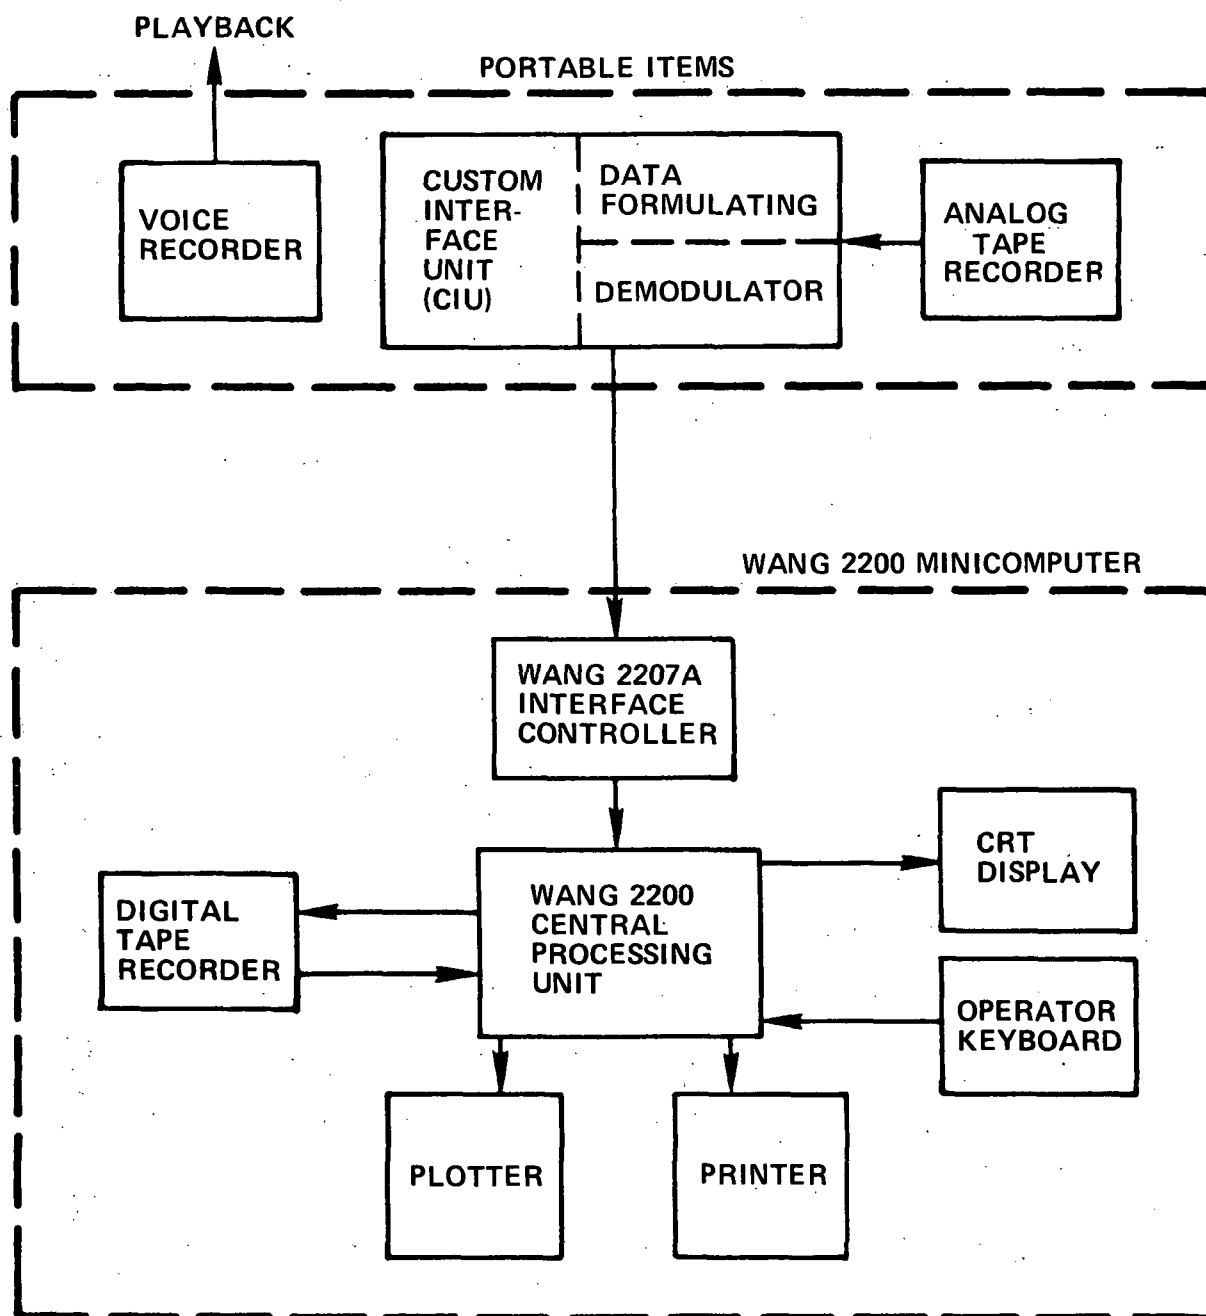 PLAYBACK
PORTABLE ITEMS
VOICE
RECORDER
CUSTOM
INTER-
FACE
UNIT
(CIU)
DATA
FORMULATING
DEMODULATOR
ANALOG
TAPE
RECORDER
WANG 2200 MINICOMPUTER
WANG 2207A
INTERFACE
CONTROLLER
DIGITAL
TAPE
RECORDER
WANG 2200
CENTRAL
PROCESSING
UNIT
CRT
DISPLAY
OPERATOR
KEYBOARD
PLOTTER
PRINTER